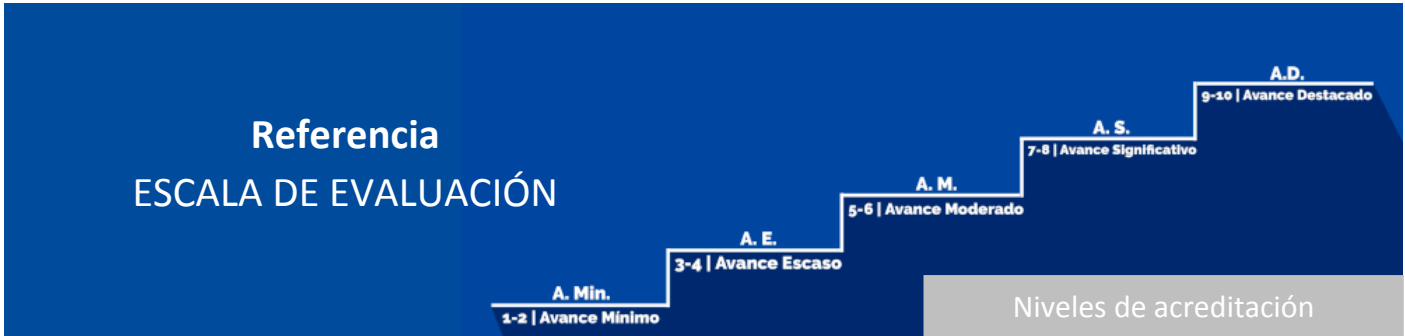 Referencia
ESCALA DE EVALUACIÓN
A.D.
9-10 | Avance Destacado
A. S.
7-8 | Avance Significativo
A. M.
5-6 | Avance Moderado
A. E.
3-4 | Avance Escaso
A. Min.
1-2 | Avance Mínimo
Niveles de acreditación